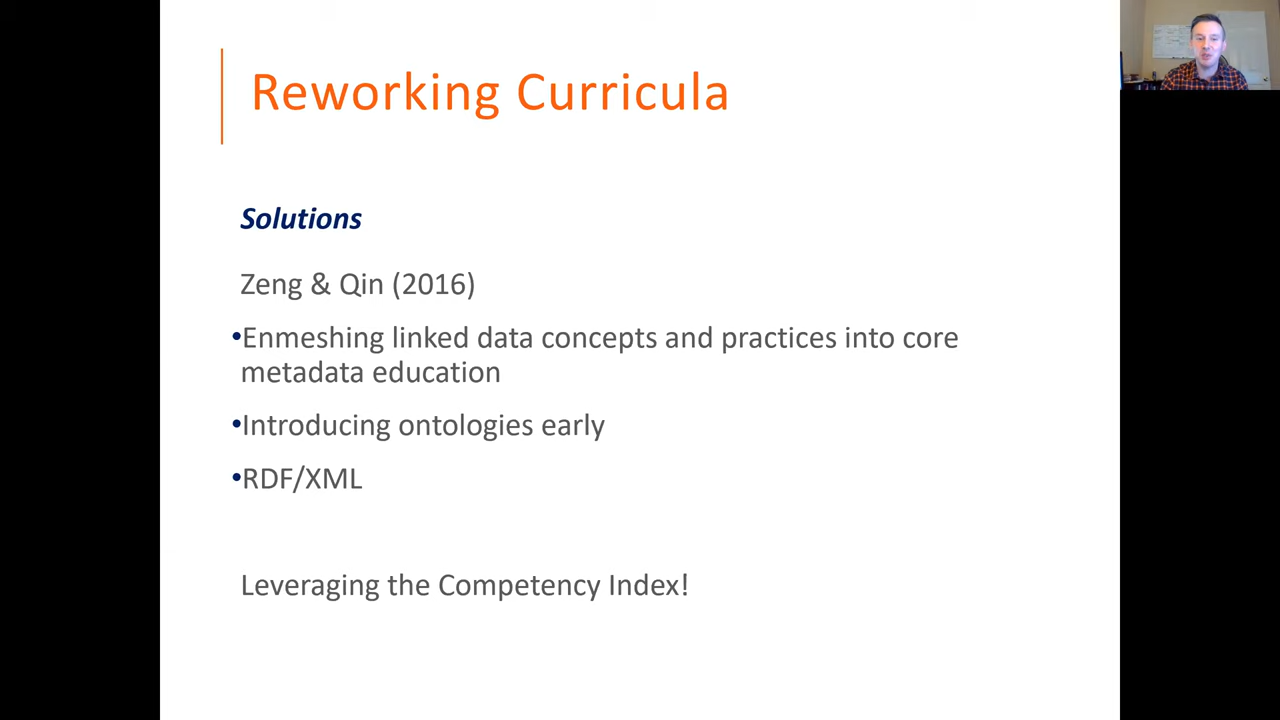 Reworking Curricula
Solutions
Zeng & Qin (2016)
•Enmeshing linked data concepts and practices into core
metadata education
•Introducing ontologies early
•RDF/XML
Leveraging the Competency Index!